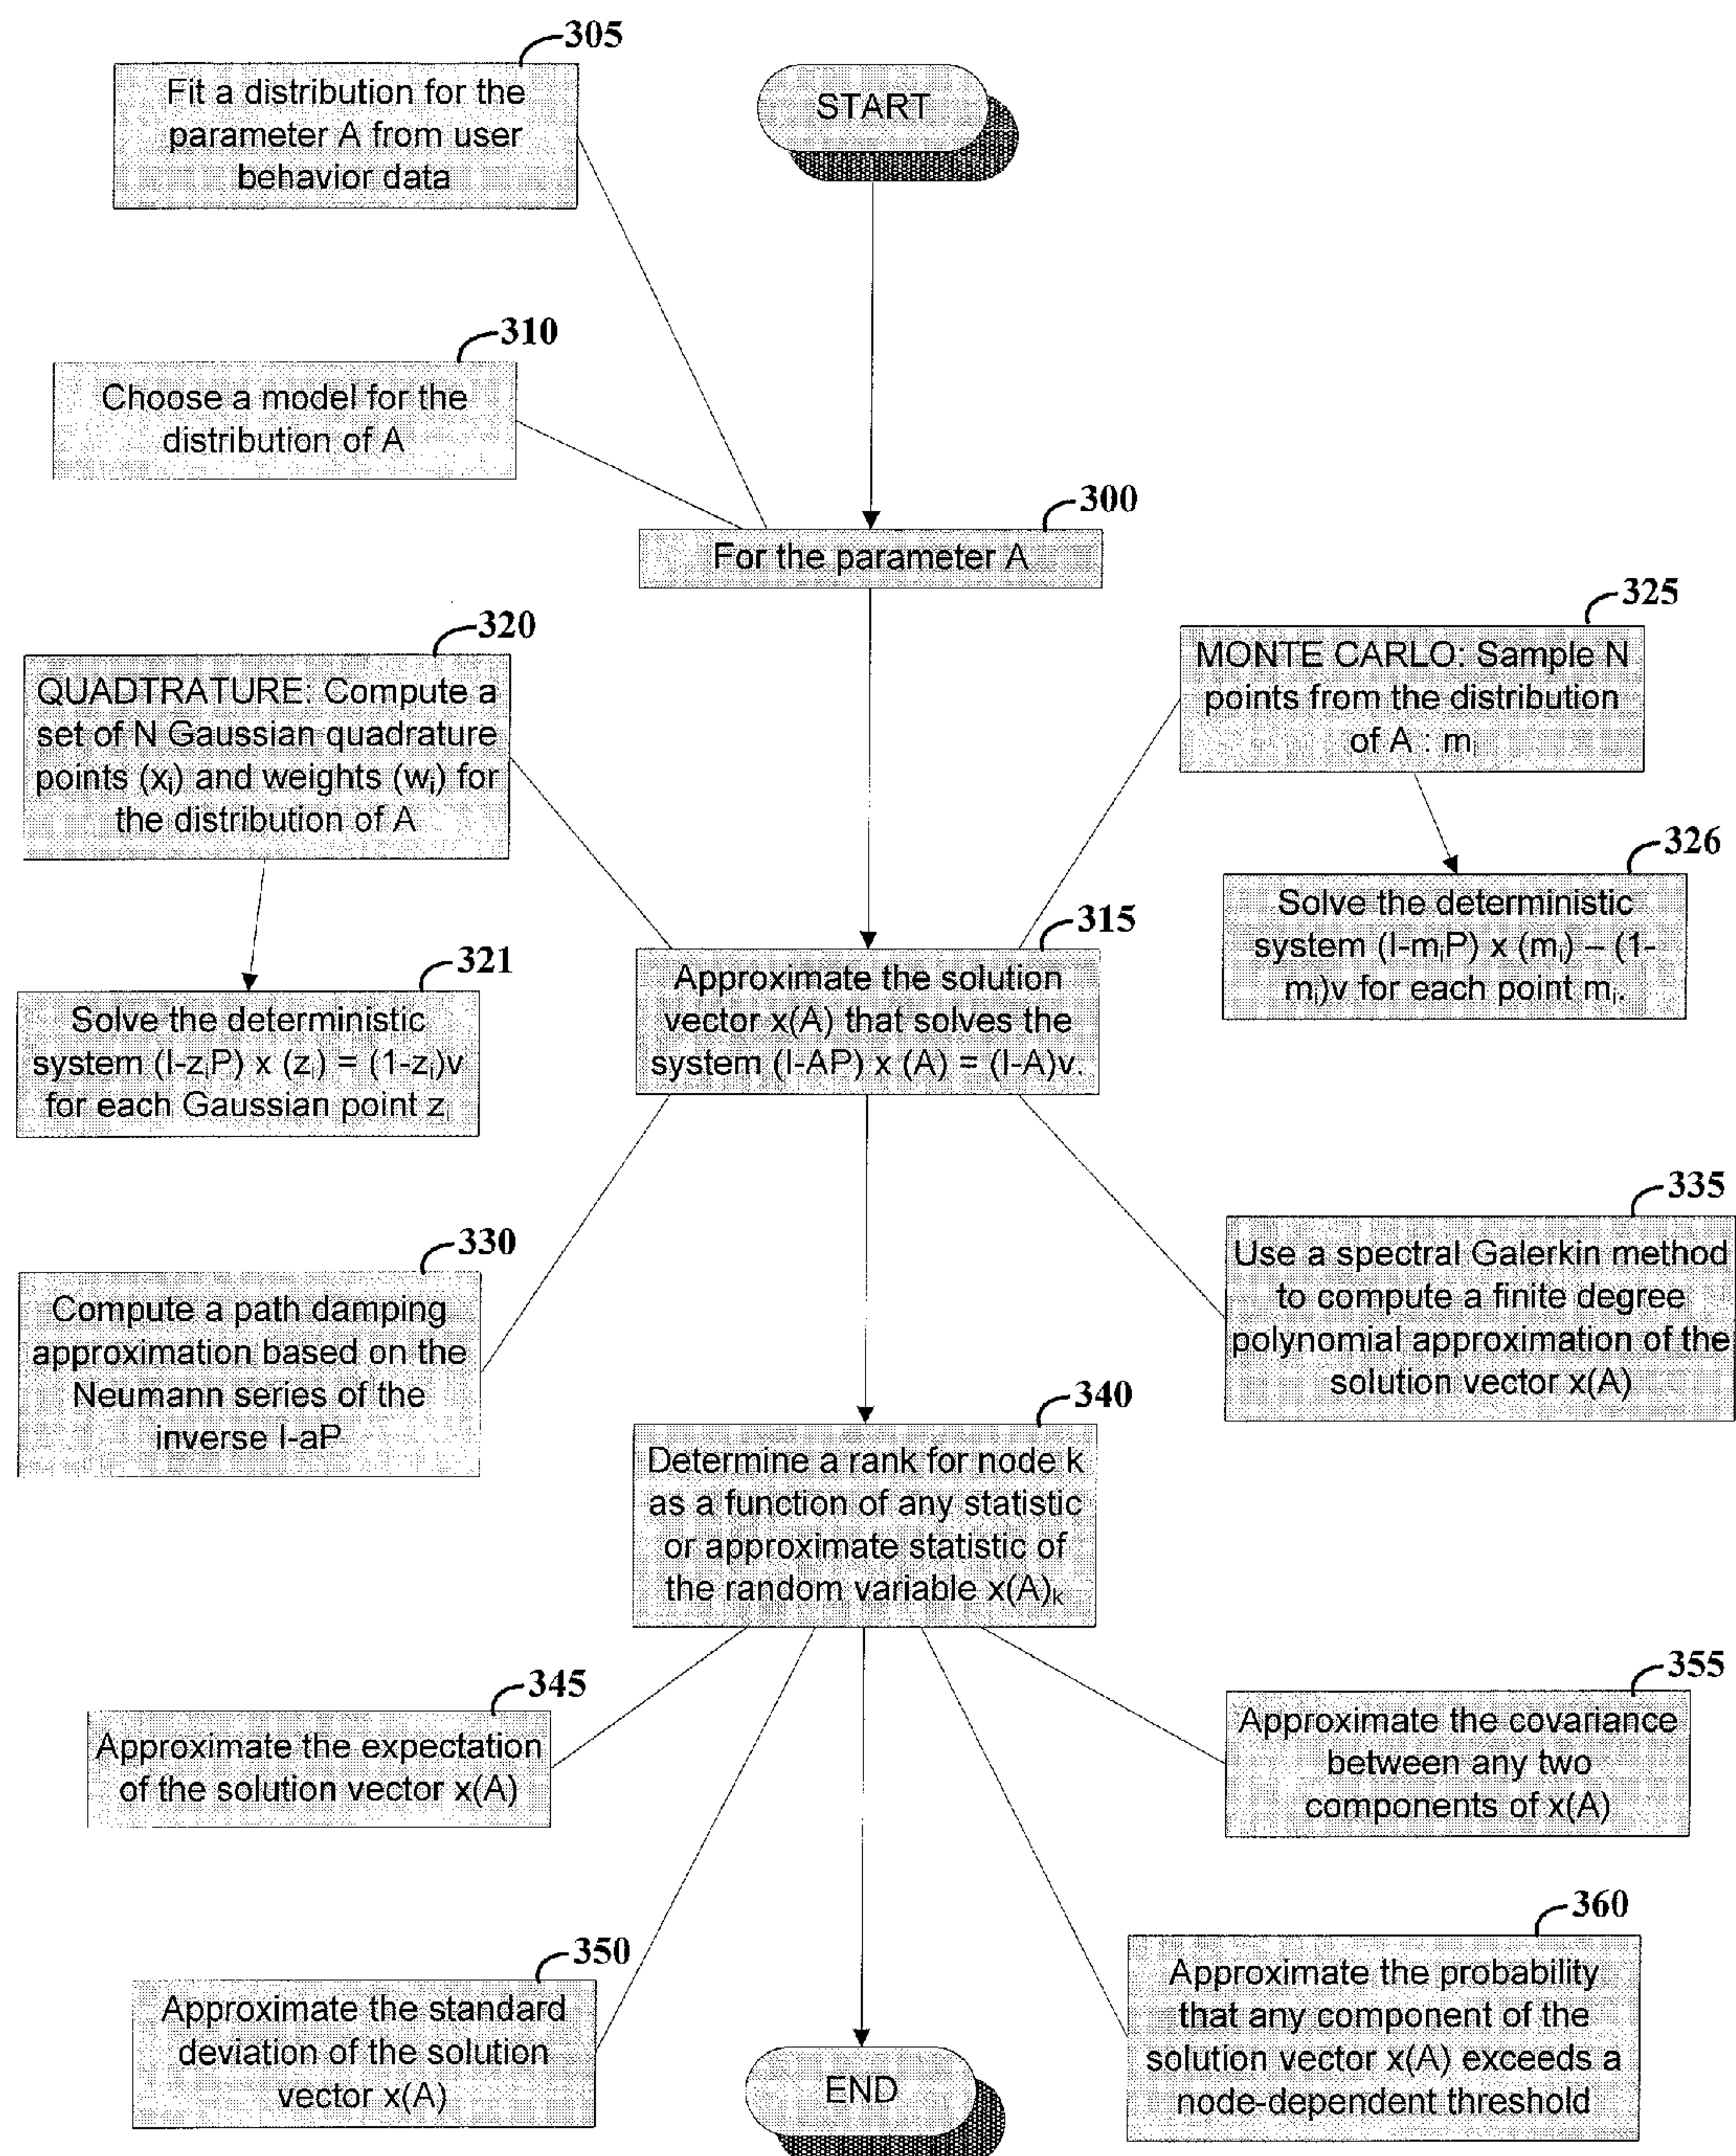 305
Fit a distribution for the
parameter A from user
behavior data
START
310
Choose a model for the
distribution of A
300
For the parameter A
320
QUADTRATURE: Compute a
set of N Gaussian quadrature
points (xᵢ) and weights (wᵢ) for
the distribution of A
325
MONTE CARLO: Sample N
points from the distribution
of A : mᵢ
321
Solve the deterministic
system (I-zᵢP) x (zᵢ) = (1-zᵢ)v
for each Gaussian point zᵢ
326
Solve the deterministic
system (I-mᵢP) x (mᵢ) – (1-
mᵢ)v for each point mᵢ.
315
Approximate the solution
vector x(A) that solves the
system (I-AP) x (A) = (I-A)v.
330
Compute a path damping
approximation based on the
Neumann series of the
inverse I-aP
335
Use a spectral Galerkin method
to compute a finite degree
polynomial approximation of the
solution vector x(A)
340
Determine a rank for node k
as a function of any statistic
or approximate statistic of
the random variable x(A)ₖ
345
Approximate the expectation
of the solution vector x(A)
355
Approximate the covariance
between any two
components of x(A)
350
Approximate the standard
deviation of the solution
vector x(A)
END
360
Approximate the probability
that any component of the
solution vector x(A) exceeds a
node-dependent threshold